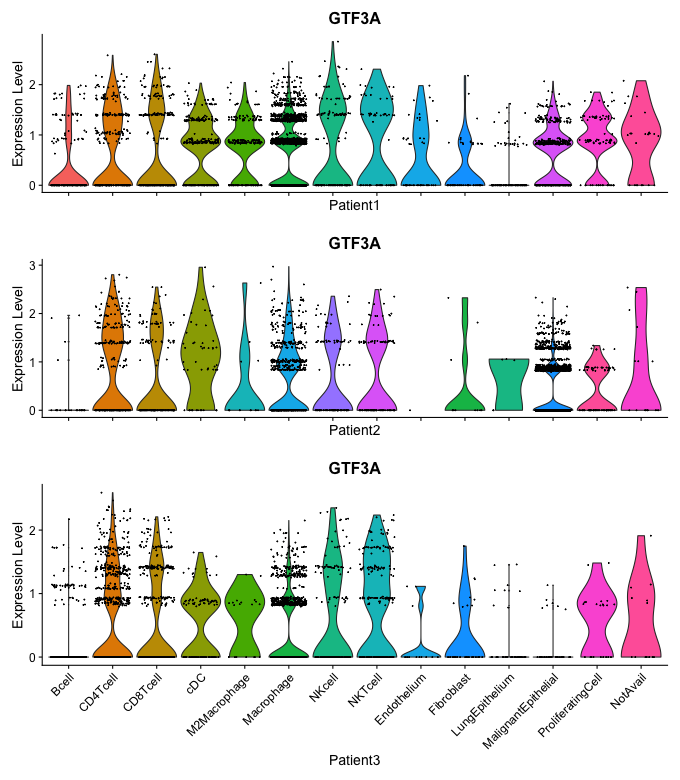 GTF3A
Expression Level
2
1
0
Patient1
GTF3A
Expression Level
3
2
1
0
Patient2
GTF3A
Expression Level
2
1
0
Bcell
CD4Tcell
CD8Tcell
cDC
M2Macrophage
Macrophage
NKcell
NKTcell
Endothelium
Fibroblast
LungEpithelium
MalignantEpithelial
ProliferatingCell
NotAvail
Patient3